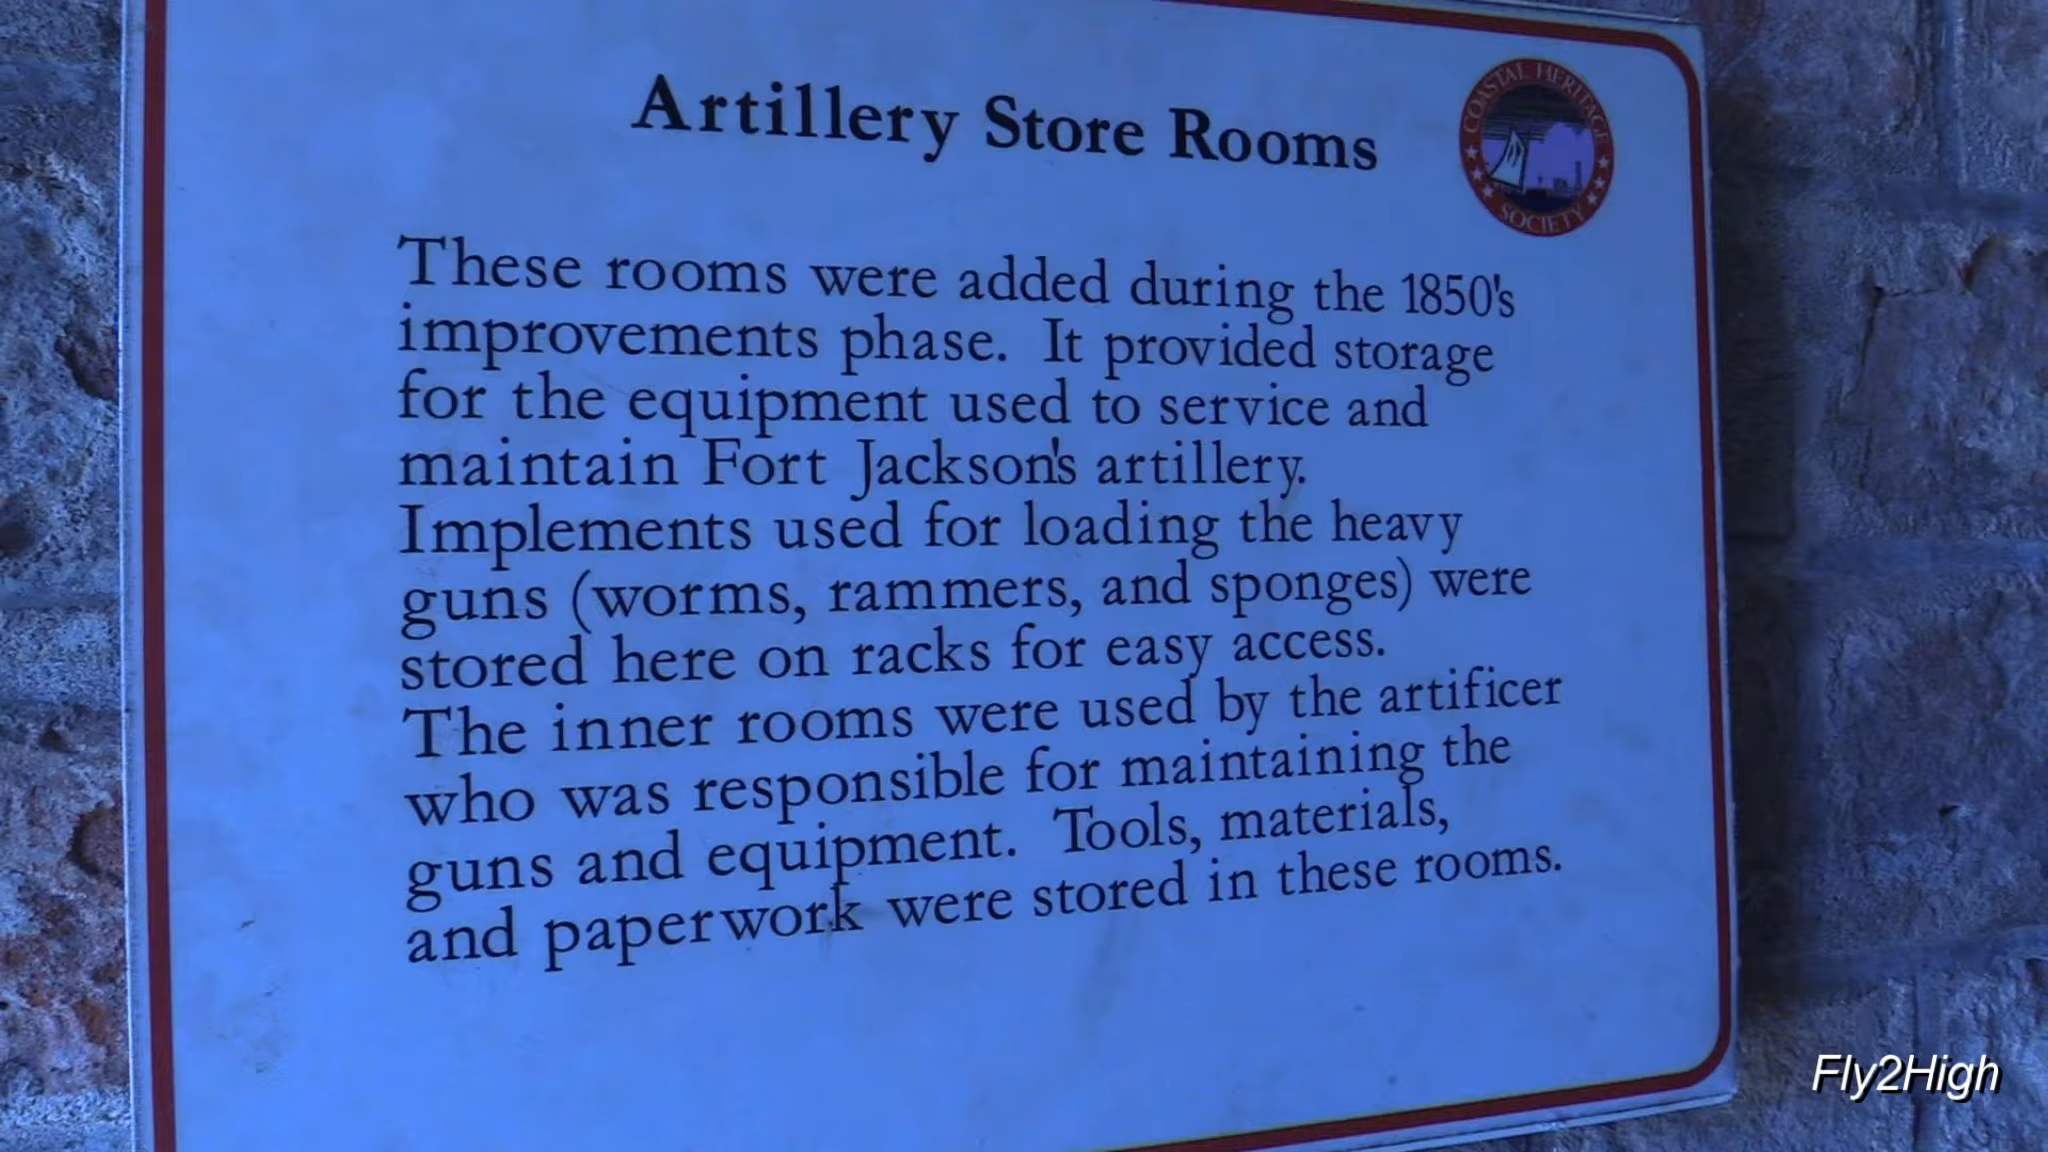 Artillery Store Rooms
COASTAL HERITAGE
SOCIETY
These rooms were added during the 1850's
improvements phase. It provided storage
for the equipment used to service and
maintain Fort Jackson's artillery.
Implements used for loading the heavy
guns (worms, rammers, and sponges) were
stored here on racks for easy access.
The inner rooms were used by the artificer
who was responsible for maintaining the
guns and equipment. Tools, materials,
and paperwork were stored in these rooms.
Fly2High